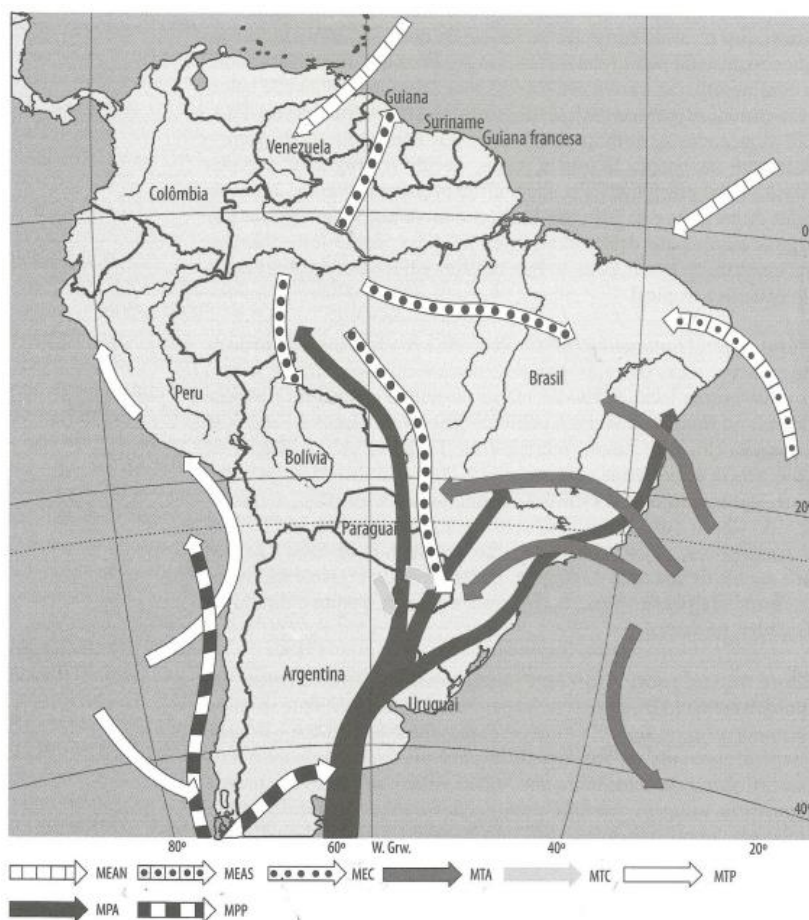 Guiana
Suriname
Guiana francesa
Venezuela
Colômbia
0
Brasil
Peru
Bolívia
20º
Paraguai
Argentina
Uruguai
40º
80º 60º W. Grw. 40º 20º
MEAN MEAS MEC MTA MTC MTP
MPA MPP